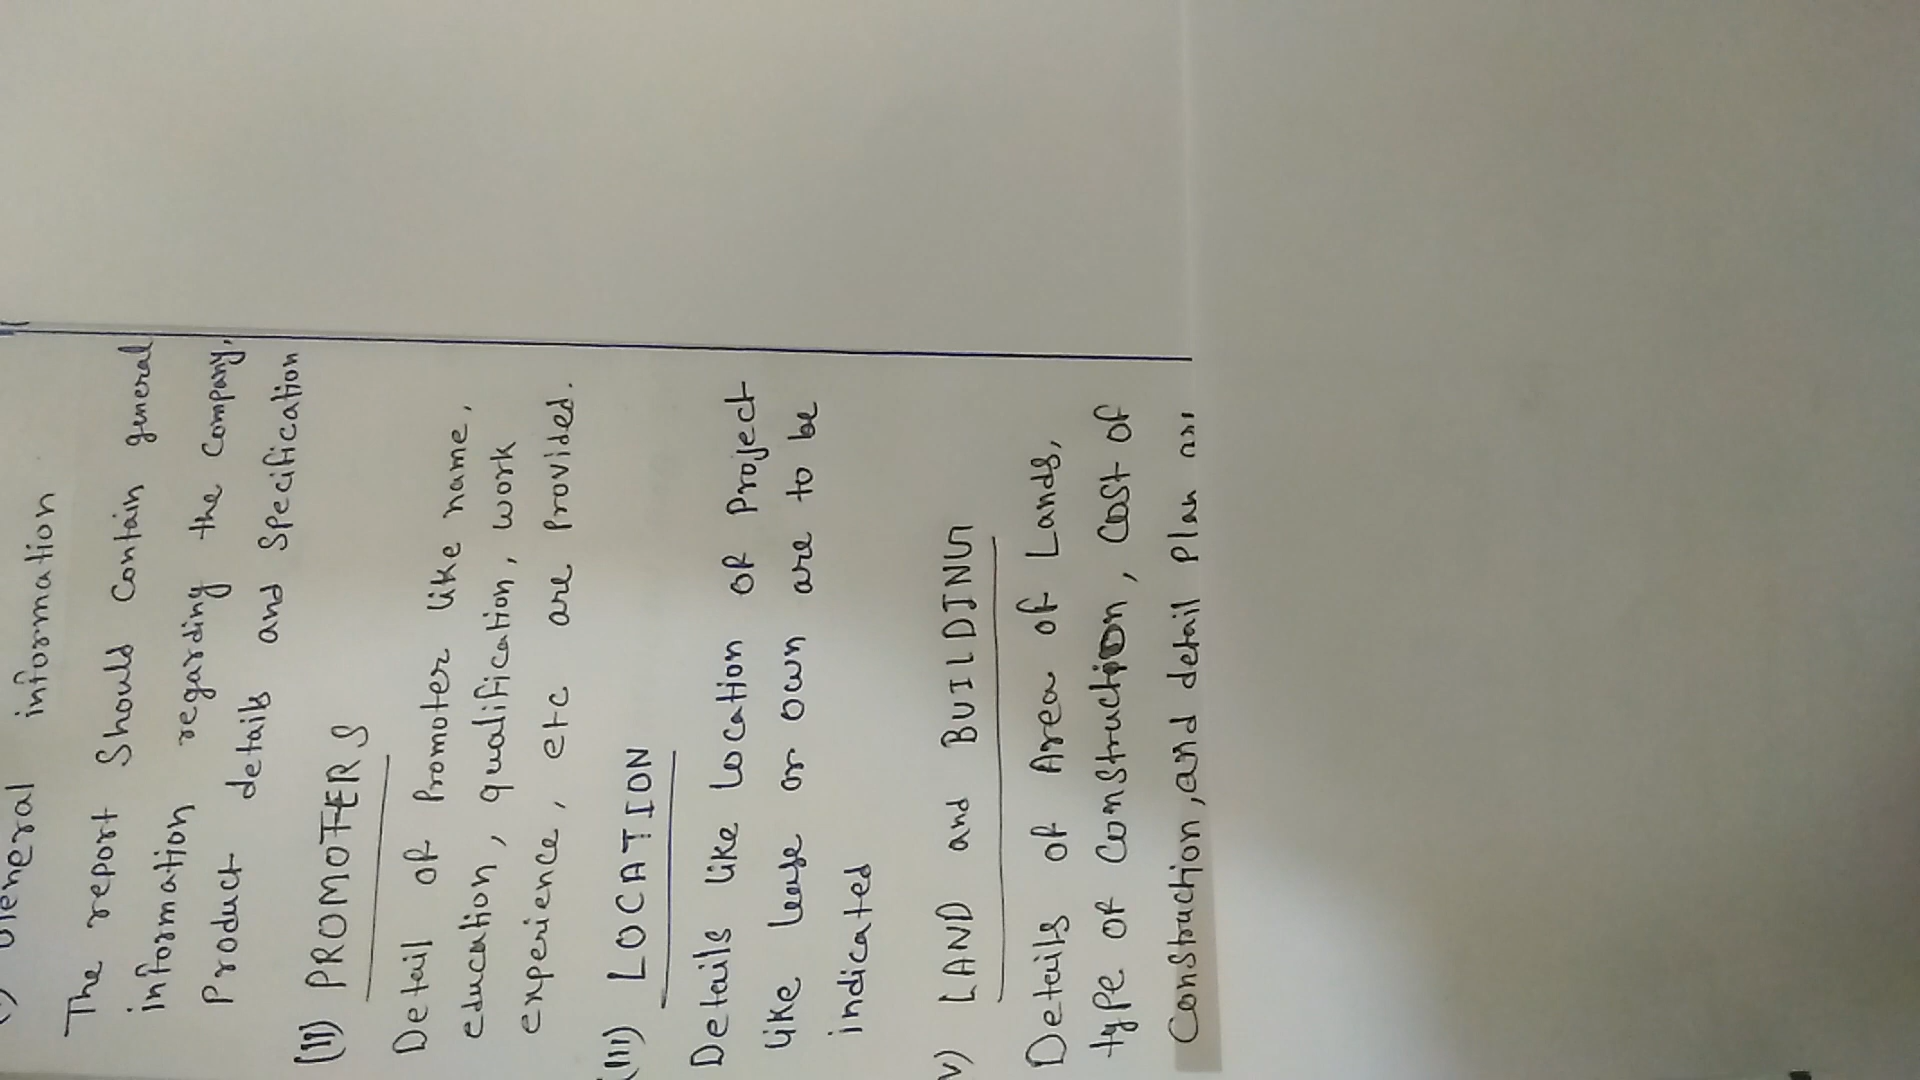 General information
The report should contain general
information regarding the company,
Product details and specification
(II) PROMOTERS
Detail of Promoter like name,
education, qualification, work
experience, etc are Provided.
(III) LOCATION
Details like location of Project
like lease or own are to be
indicated
V) LAND and BUILDING
Details of Area of Lands,
type of construction, cost of
Construction, and detail Plan